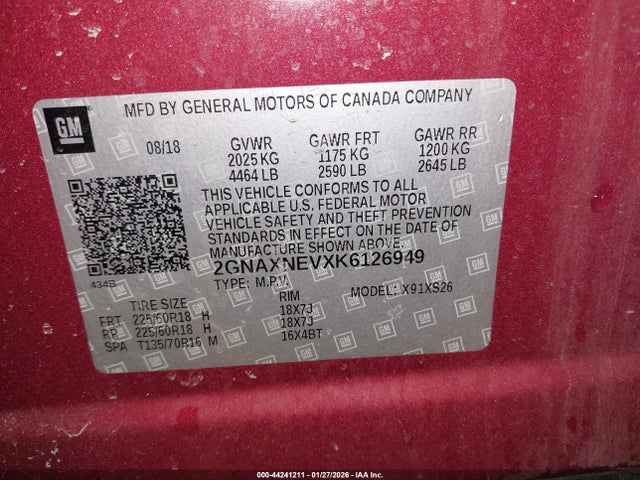 GM
MFD BY GENERAL MOTORS OF CANADA COMPANY
08/18 GVWR GAWR FRT GAWR RR
2025 KG 1175 KG 1200 KG
4464 LB 2590 LB 2645 LB
THIS VEHICLE CONFORMS TO ALL
APPLICABLE U.S. FEDERAL MOTOR
VEHICLE SAFETY AND THEFT PREVENTION
STANDARDS IN EFFECT ON THE DATE OF
MANUFACTURE SHOWN ABOVE.
434B 2GNAXNEVXK6126949
TYPE: M.P.V. MODEL: X91XS26
TIRE SIZE RIM
FRT 225/60R18 H 18X7J
RR 225/60R18 H 18X7J
SPA T135/70R16 M 16X4BT
000-44241211 - 01/27/2026 - IAA Inc.